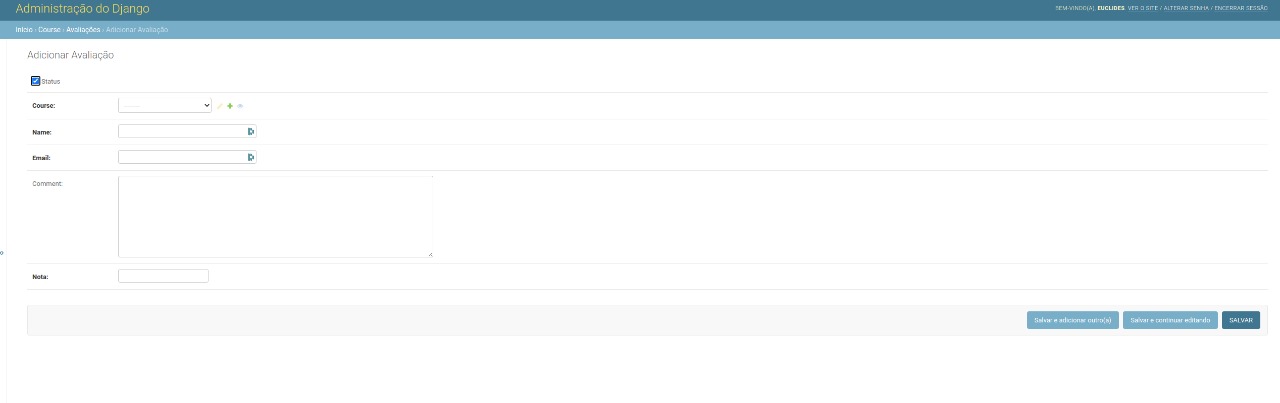 Administração do Django
BEM-VINDO(A), EUCLIDES. VER O SITE / ALTERAR SENHA / ENCERRAR SESSÃO
Início › Course › Avaliações › Adicionar Avaliação
Adicionar Avaliação
Status
Course: ---------
Name:
Email:
Comment:
Nota:
Salvar e adicionar outro(a) Salvar e continuar editando SALVAR